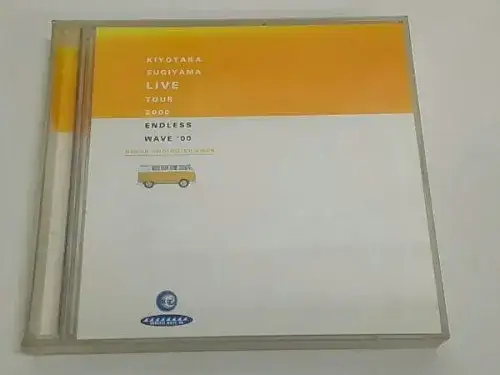 KIYOTAKA
SUGIYAMA
LIVE
TOUR
2000
ENDLESS
WAVE '00